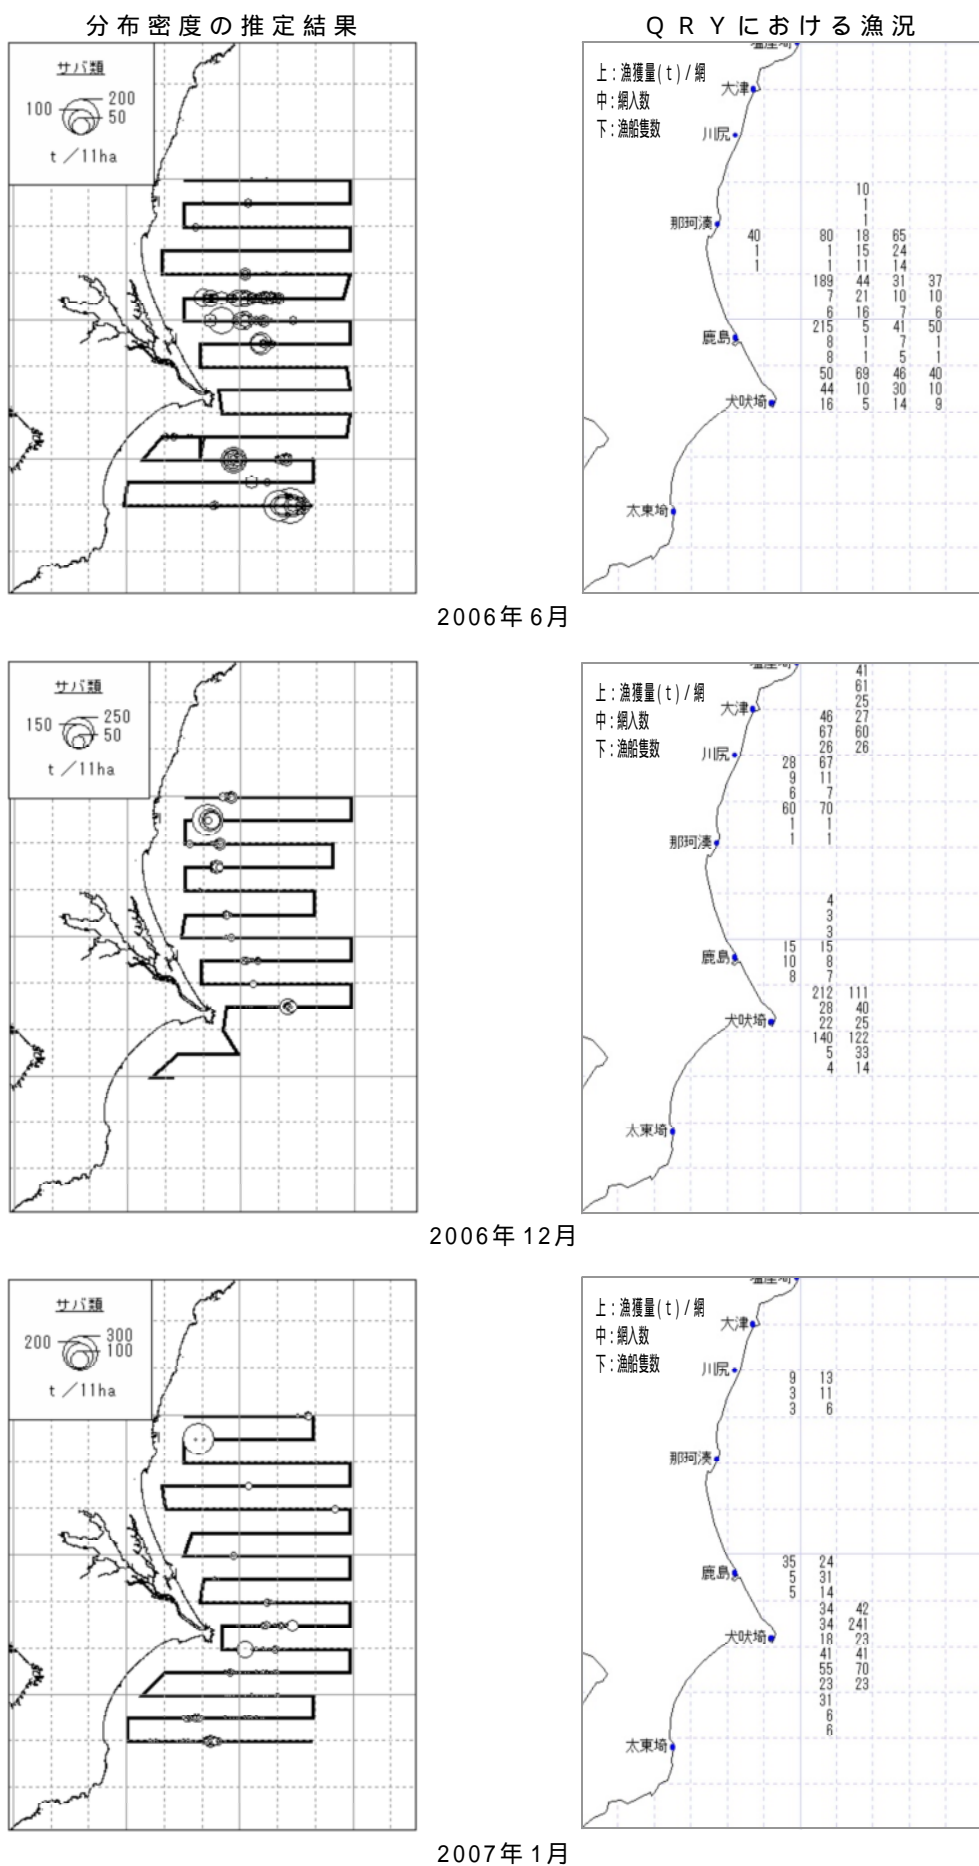 分布密度の推定結果
QRYにおける漁況
サバ類
100
200
50
t／11ha
上：漁獲量(t)/網
中：網入数
下：漁船隻数
塩屋埼
大津
川尻
那珂湊
鹿島
犬吠埼
太東埼
10
1
1
40 80 18 65
1 1 15 24
1 1 11 14
189 44 31 37
7 21 10 10
6 16 7 6
215 5 41 50
8 1 7 1
8 1 5 1
50 69 46 40
44 10 30 10
16 5 14 9
2006年6月
サバ類
150
250
50
t／11ha
上：漁獲量(t)/網
中：網入数
下：漁船隻数
塩屋埼
大津
川尻
那珂湊
鹿島
犬吠埼
太東埼
41
61
25
46 27
67 60
26 26
28 67
9 11
6 7
60 70
1 1
1 1
4
3
3
15 15
10 8
8 7
212 111
28 40
22 25
140 122
5 33
4 14
2006年12月
サバ類
200
300
100
t／11ha
上：漁獲量(t)/網
中：網入数
下：漁船隻数
塩屋埼
大津
川尻
那珂湊
鹿島
犬吠埼
太東埼
9 13
3 11
3 6
35 24
5 31
5 14
34 42
34 241
18 23
41 41
55 70
23 23
31
6
6
2007年1月